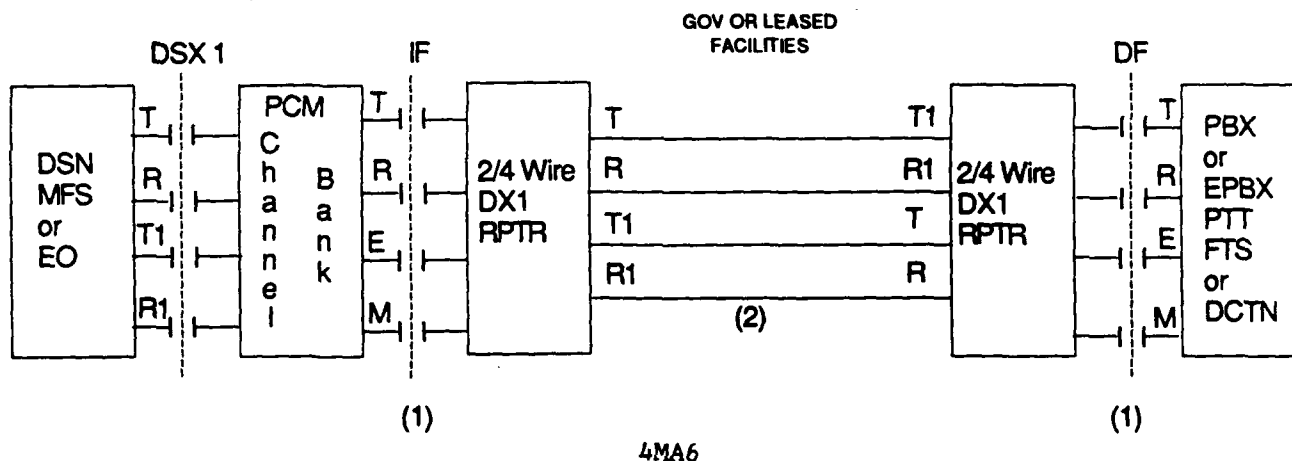 GOV OR LEASED
FACILITIES
DSX 1
IF
DF
DSN
MFS
or
EO
T
R
T1
R1
PCM
Channel
Bank
T
R
E
M
2/4 Wire
DX1
RPTR
T
R
T1
R1
T1
R1
T
R
(2)
2/4 Wire
DX1
RPTR
T
R
E
M
PBX
or
EPBX
PTT
FTS
or
DCTN
(1)
(1)
4MA6